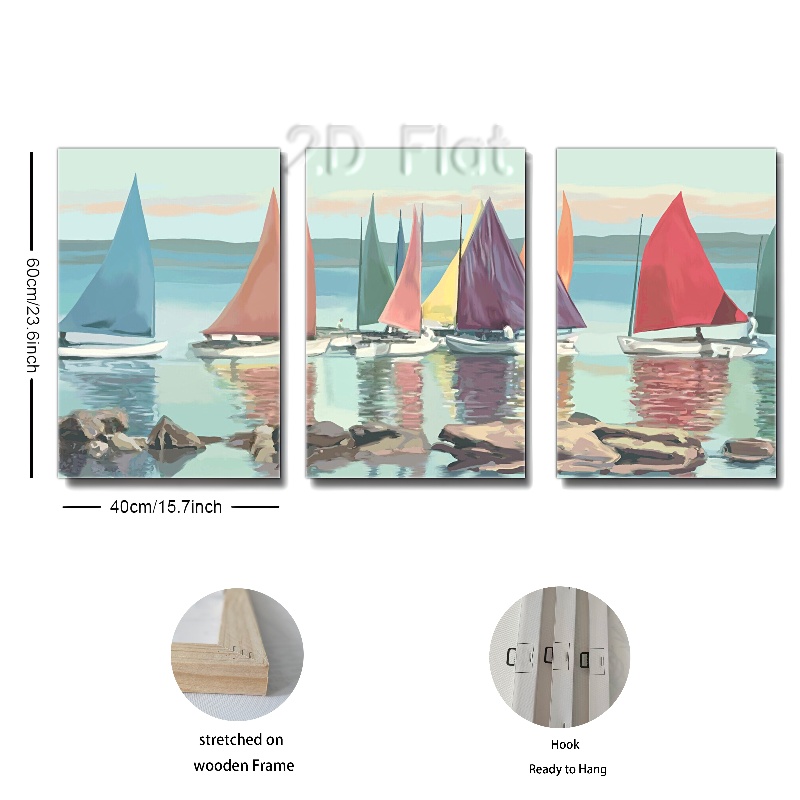 2D Flat
60cm/23.6inch
40cm/15.7inch
stretched on
wooden Frame
Hook
Ready to Hang